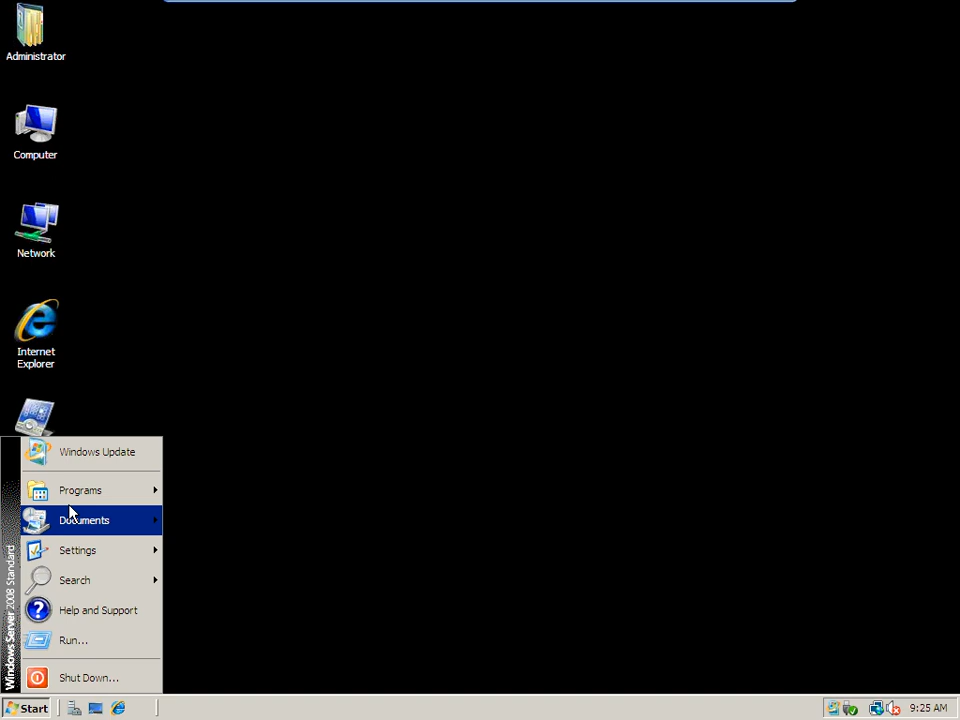 Administrator
Computer
Network
Internet
Explorer
Windows Update
Programs
Documents
Settings
Search
Help and Support
Run...
Shut Down...
Windows Server 2008 Standard
Start
9:25 AM